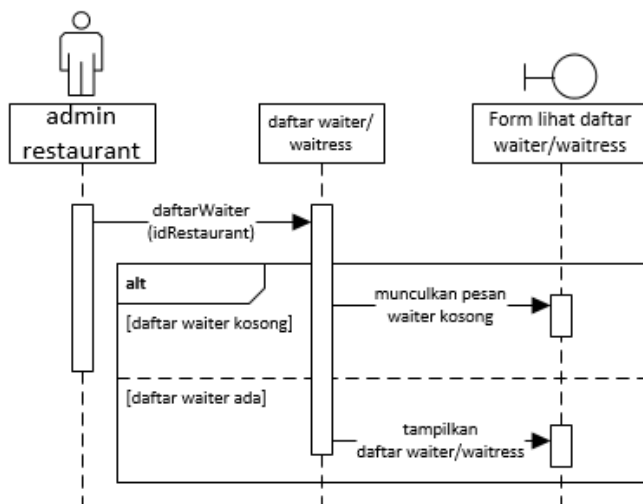 admin
restaurant
daftar waiter/
waitress
Form lihat daftar
waiter/waitress
daftarWaiter
(idRestaurant)
alt
munculkan pesan
waiter kosong
[daftar waiter kosong]
[daftar waiter ada]
tampilkan
daftar waiter/waitress